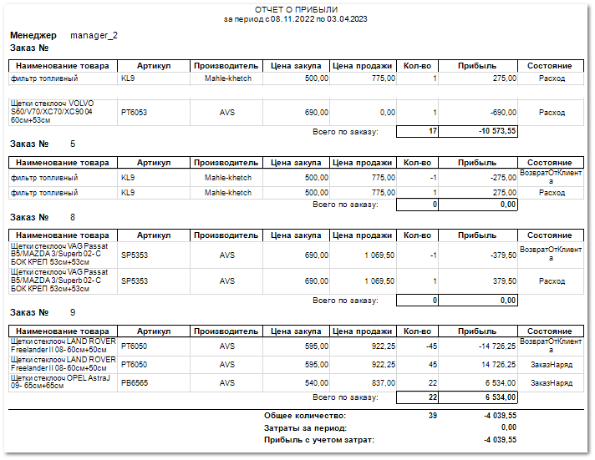 ОТЧЕТ О ПРИБЫЛИ
за период с 08.11.2022 по 03.04.2023
Менеджер manager_2
Заказ №
Наименование товара Артикул Производитель Цена закупа Цена продажи Кол-во Прибыль Состояние
фильтр топливный KL9 Mahle-khetch 500,00 775,00 1 275,00 Расход
Щетки стеклооч VOLVO
S60/V70/XC70/XC90 04
60см+53см PT6053 AVS 690,00 0,00 1 -690,00 Расход
Всего по заказу: 17 -10 573,55
Заказ № 5
Наименование товара Артикул Производитель Цена закупа Цена продажи Кол-во Прибыль Состояние
фильтр топливный KL9 Mahle-khetch 500,00 775,00 -1 -275,00 ВозвратОтКлиент
а
фильтр топливный KL9 Mahle-khetch 500,00 775,00 1 275,00 Расход
Всего по заказу: 0 0,00
Заказ № 8
Наименование товара Артикул Производитель Цена закупа Цена продажи Кол-во Прибыль Состояние
Щетки стеклооч VAG Passat
B5/MAZDA 3/Superb 02- С
БОК КРЕП 53см+53см SP5353 AVS 690,00 1 069,50 -1 -379,50 ВозвратОтКлиент
а
Щетки стеклооч VAG Passat
B5/MAZDA 3/Superb 02- С
БОК КРЕП 53см+53см SP5353 AVS 690,00 1 069,50 1 379,50 Расход
Всего по заказу: 0 0,00
Заказ № 9
Наименование товара Артикул Производитель Цена закупа Цена продажи Кол-во Прибыль Состояние
Щетки стеклооч LAND ROVER
Freelander II 08- 60см+50см PT6050 AVS 595,00 922,25 -45 -14 726,25 ВозвратОтКлиент
а
Щетки стеклооч LAND ROVER
Freelander II 08- 60см+50см PT6050 AVS 595,00 922,25 45 14 726,25 ЗаказНаряд
Щетки стеклооч OPEL Astra J
09- 65см+65см PB6565 AVS 540,00 837,00 22 6 534,00 ЗаказНаряд
Всего по заказу: 22 6 534,00
Общее количество: 39 -4 039,55
Затраты за период: 0,00
Прибыль с учетом затрат: -4 039,55